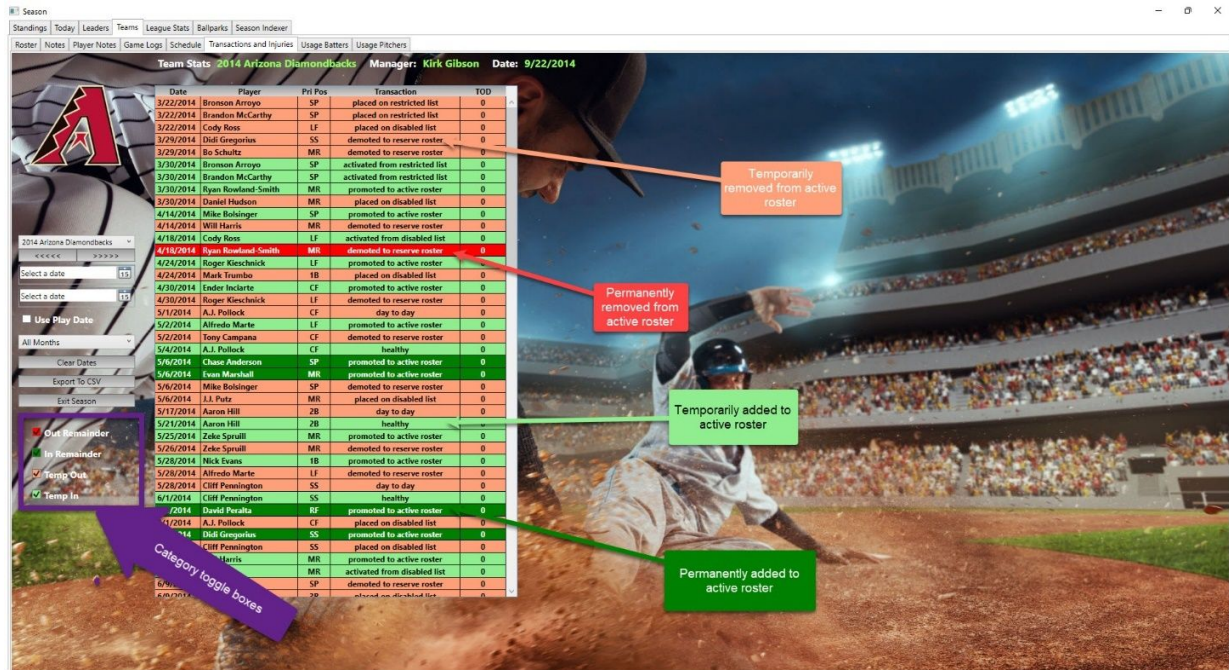 Season
Standings Today Leaders Teams League Stats Ballparks Season Indexer
Roster Notes Player Notes Game Logs Schedule Transactions and Injuries Usage Batters Usage Pitchers
Team Stats 2014 Arizona Diamondbacks Manager: Kirk Gibson Date: 9/22/2014
Date Player Pri Pos Transaction TOD
3/22/2014 Bronson Arroyo SP placed on restricted list 0
3/22/2014 Brandon McCarthy SP placed on restricted list 0
3/22/2014 Cody Ross LF placed on disabled list 0
3/29/2014 Didi Gregorius SS demoted to reserve roster 0
3/29/2014 Bo Schultz MR demoted to reserve roster 0
3/30/2014 Bronson Arroyo SP activated from restricted list 0
3/30/2014 Brandon McCarthy SP activated from restricted list 0
3/30/2014 Ryan Rowland-Smith MR promoted to active roster 0
3/30/2014 Daniel Hudson MR placed on disabled list 0
4/14/2014 Mike Bolsinger SP promoted to active roster 0
4/14/2014 Will Harris MR demoted to reserve roster 0
4/18/2014 Cody Ross LF activated from disabled list 0
4/18/2014 Ryan Rowland-Smith MR demoted to reserve roster 0
4/24/2014 Roger Kieschnick LF promoted to active roster 0
4/24/2014 Mark Trumbo 1B placed on disabled list 0
4/30/2014 Ender Inciarte CF promoted to active roster 0
4/30/2014 Roger Kieschnick LF demoted to reserve roster 0
5/1/2014 A.J. Pollock CF day to day 0
5/2/2014 Alfredo Marte LF promoted to active roster 0
5/2/2014 Tony Campana CF demoted to reserve roster 0
5/4/2014 A.J. Pollock CF healthy 0
5/6/2014 Chase Anderson SP promoted to active roster 0
5/6/2014 Evan Marshall MR promoted to active roster 0
5/6/2014 Mike Bolsinger SP demoted to reserve roster 0
5/6/2014 J.J. Putz MR placed on disabled list 0
5/17/2014 Aaron Hill 2B day to day 0
5/21/2014 Aaron Hill 2B healthy 0
5/25/2014 Zeke Spruill MR promoted to active roster 0
5/26/2014 Zeke Spruill MR demoted to reserve roster 0
5/28/2014 Nick Evans 1B promoted to active roster 0
5/28/2014 Alfredo Marte LF demoted to reserve roster 0
5/28/2014 Cliff Pennington SS day to day 0
6/1/2014 Cliff Pennington SS healthy 0
/2014 David Peralta RF promoted to active roster 0
A.J. Pollock CF placed on disabled list 0
Didi Gregorius SS promoted to active roster 0
Cliff Pennington SS placed on disabled list 0
Harris MR promoted to active roster 0
MR activated from disabled list 0
SP demoted to reserve roster 0
2B placed on disabled list 0
2014 Arizona Diamondbacks
<<<<< >>>>>
Select a date 15
Select a date 15
Use Play Date
All Months
Clear Dates
Export To CSV
Exit Season
Out Remainder
In Remainder
Temp Out
Temp In
Category toggle boxes
Temporarily
removed from active
roster
Permanently
removed from
active roster
Temporarily added to
active roster
Permanently added to
active roster